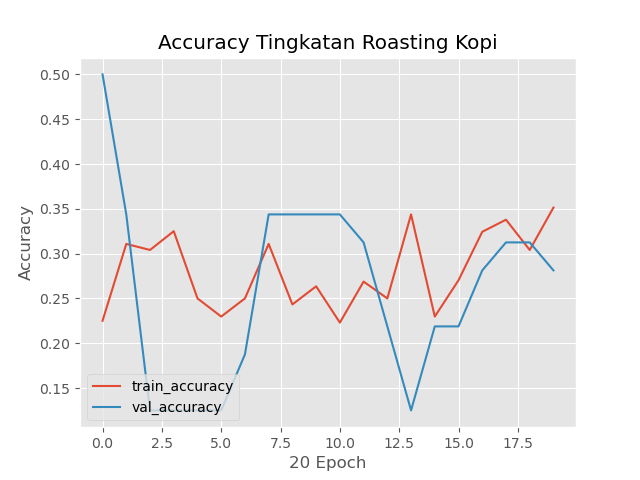 Accuracy Tingkatan Roasting Kopi
0.50
0.45
0.40
0.35
0.30
0.25
0.20
0.15
Accuracy
train_accuracy
val_accuracy
0.0 2.5 5.0 7.5 10.0 12.5 15.0 17.5
20 Epoch